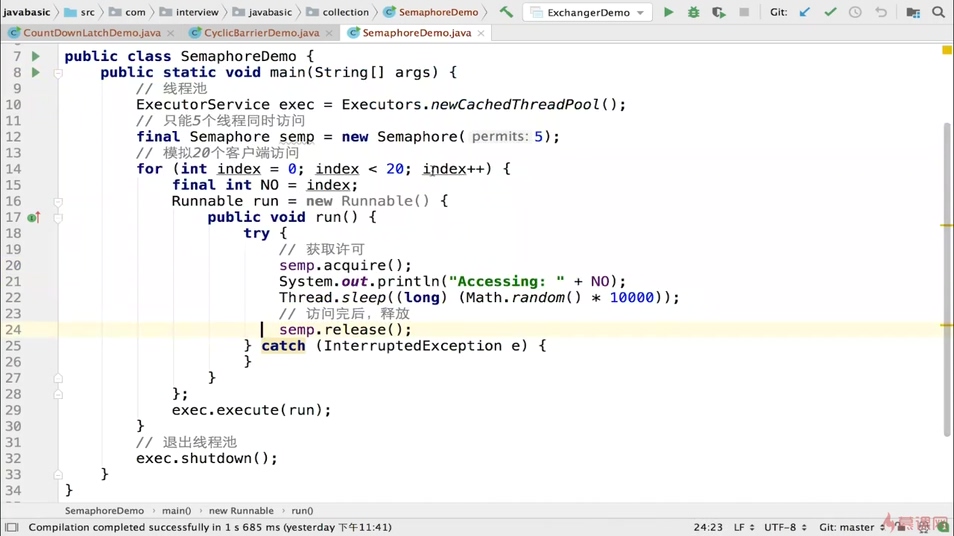 javabasic src com interview javabasic collection SemaphoreDemo ExchangerDemo Git:
CountDownLatchDemo.java CyclicBarrierDemo.java SemaphoreDemo.java
7 public class SemaphoreDemo {
8 public static void main(String[] args) {
9 // 线程池
10 ExecutorService exec = Executors.newCachedThreadPool();
11 // 只能5个线程同时访问
12 final Semaphore semp = new Semaphore( permits: 5);
13 // 模拟20个客户端访问
14 for (int index = 0; index < 20; index++) {
15 final int NO = index;
16 Runnable run = new Runnable() {
17 public void run() {
18 try {
19 // 获取许可
20 semp.acquire();
21 System.out.println("Accessing: " + NO);
22 Thread.sleep((long) (Math.random() * 10000));
23 // 访问完后，释放
24 semp.release();
25 } catch (InterruptedException e) {
26 }
27 }
28 };
29 exec.execute(run);
30 }
31 // 退出线程池
32 exec.shutdown();
33 }
34 }
SemaphoreDemo main() new Runnable run()
Compilation completed successfully in 1 s 685 ms (yesterday 下午11:41) 24:23 LF UTF-8 Git: master